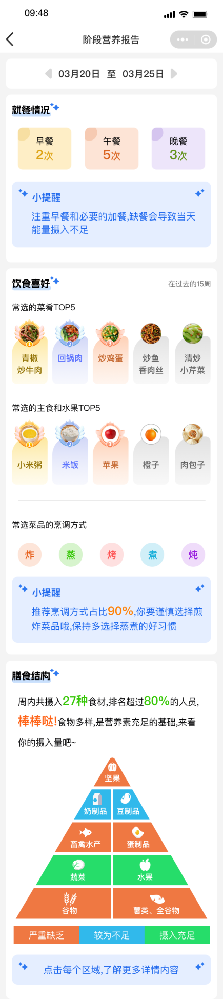 09:48
阶段营养报告
03月20日 至 03月25日
就餐情况
早餐 午餐 晚餐
2次 5次 3次
小提醒
注重早餐和必要的加餐,缺餐会导致当天
能量摄入不足
饮食喜好 在过去的15周
常选的菜肴TOP5
1 2 3
青椒 回锅肉 炒鸡蛋 炒鱼 清炒
炒牛肉 香肉丝 小芹菜
常选的主食和水果TOP5
1 2 3
小米粥 米饭 苹果 橙子 肉包子
常选菜品的烹调方式
炸 蒸 烤 煮 炖
小提醒
推荐烹调方式占比90%,你要谨慎选择煎
炸菜品哦,保持多选择蒸煮的好习惯
膳食结构
周内共摄入27种食材,排名超过80%的人员,
棒棒哒!食物多样,是营养素充足的基础,来看
你的摄入量吧~
坚果
奶制品 豆制品
畜禽水产 蛋制品
蔬菜 水果
谷物 薯类、全谷物
严重缺乏 较为不足 摄入充足
点击每个区域,了解更多详情内容